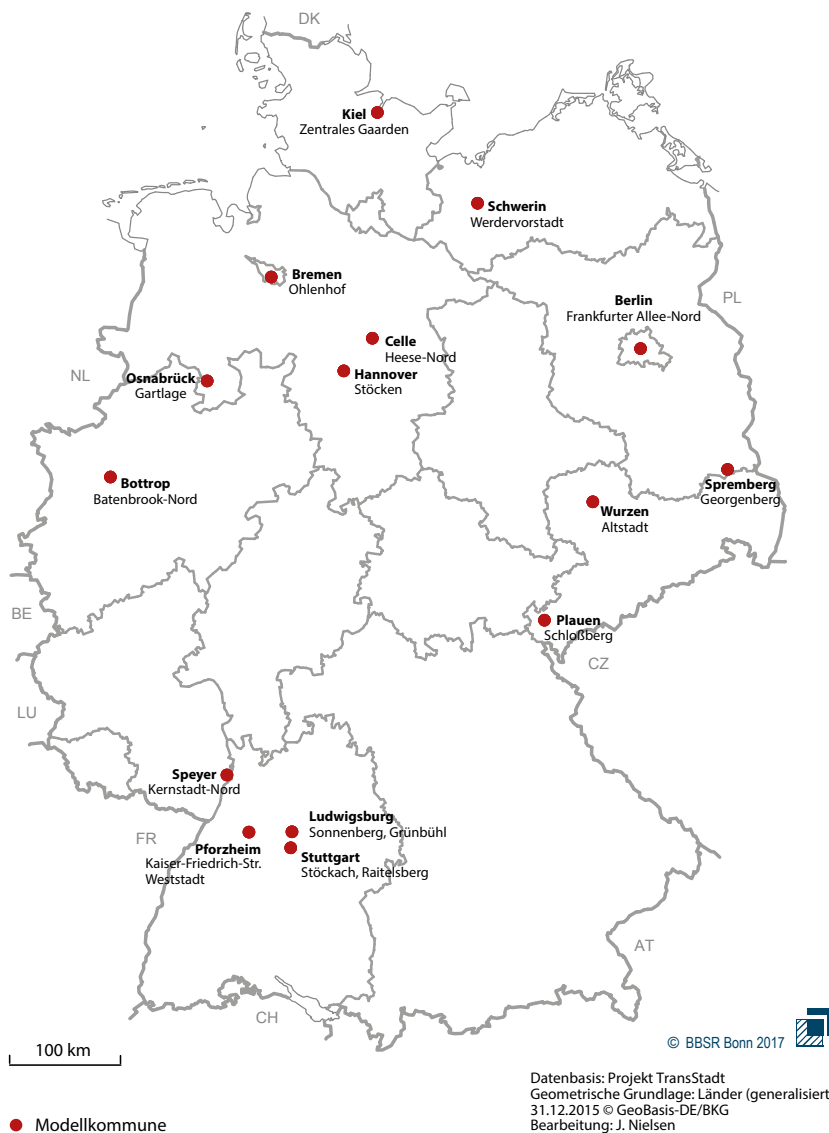 DK
Kiel
Zentrales Gaarden
Schwerin
Werdervorstadt
Bremen
Ohlenhof
Berlin
Frankfurter Allee-Nord
PL
Celle
Heese-Nord
NL
Osnabrück
Gartlage
Hannover
Stöcken
Bottrop
Batenbrook-Nord
Spremberg
Georgenberg
Wurzen
Altstadt
BE
Plauen
Schloßberg
CZ
LU
Speyer
Kernstadt-Nord
Ludwigsburg
Sonnenberg, Grünbühl
FR
Pforzheim
Kaiser-Friedrich-Str.
Weststadt
Stuttgart
Stöckach, Raitelsberg
AT
CH
100 km
© BBSR Bonn 2017
Datenbasis: Projekt TransStadt
Geometrische Grundlage: Länder (generalisiert
31.12.2015 © GeoBasis-DE/BKG
Bearbeitung: J. Nielsen
Modellkommune